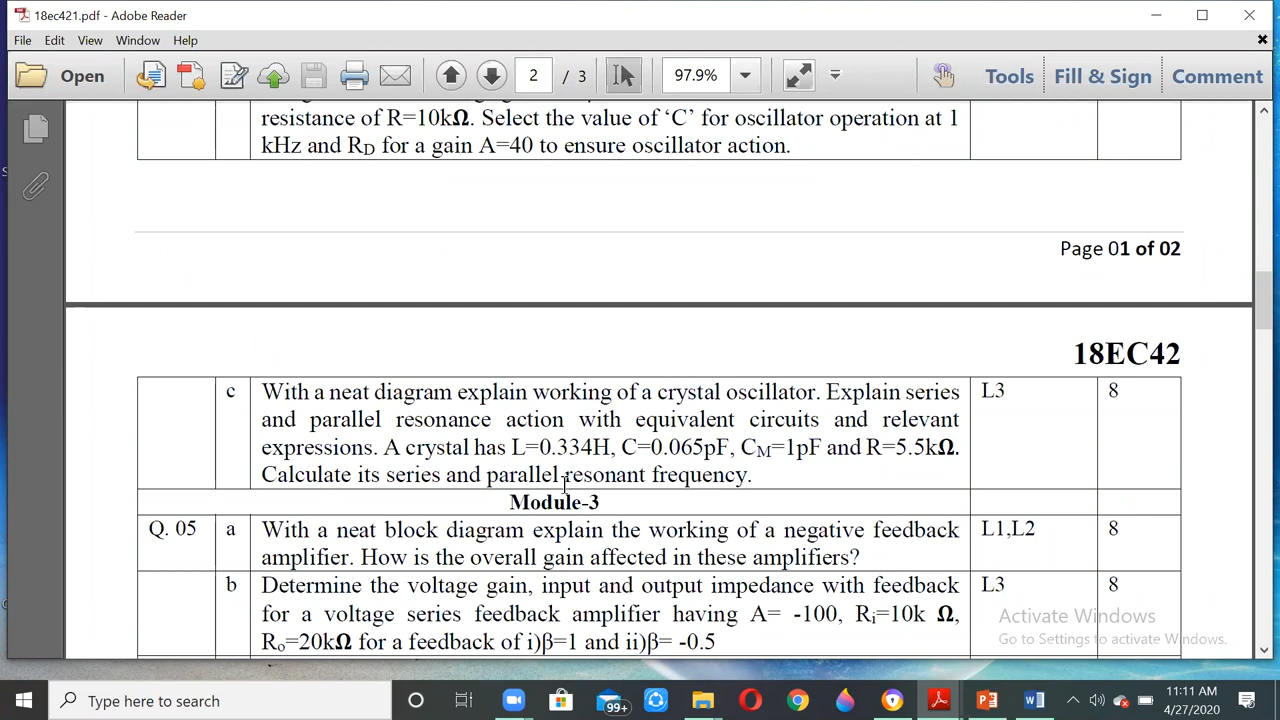 18ec421.pdf - Adobe Reader
File Edit View Window Help
Open 2 / 3 97.9% Tools Fill & Sign Comment
resistance of R=10kΩ. Select the value of ‘C’ for oscillator operation at 1
kHz and RD for a gain A=40 to ensure oscillator action.
Page 01 of 02
18EC42
c With a neat diagram explain working of a crystal oscillator. Explain series L3 8
and parallel resonance action with equivalent circuits and relevant
expressions. A crystal has L=0.334H, C=0.065pF, CM=1pF and R=5.5kΩ.
Calculate its series and parallel resonant frequency.
Module-3
Q. 05 a With a neat block diagram explain the working of a negative feedback L1,L2 8
amplifier. How is the overall gain affected in these amplifiers?
b Determine the voltage gain, input and output impedance with feedback L3 8
for a voltage series feedback amplifier having A= -100, Ri=10k Ω,
Ro=20kΩ for a feedback of i)β=1 and ii)β= -0.5
Activate Windows
Go to Settings to activate Windows.
Type here to search
99+
11:11 AM
4/27/2020